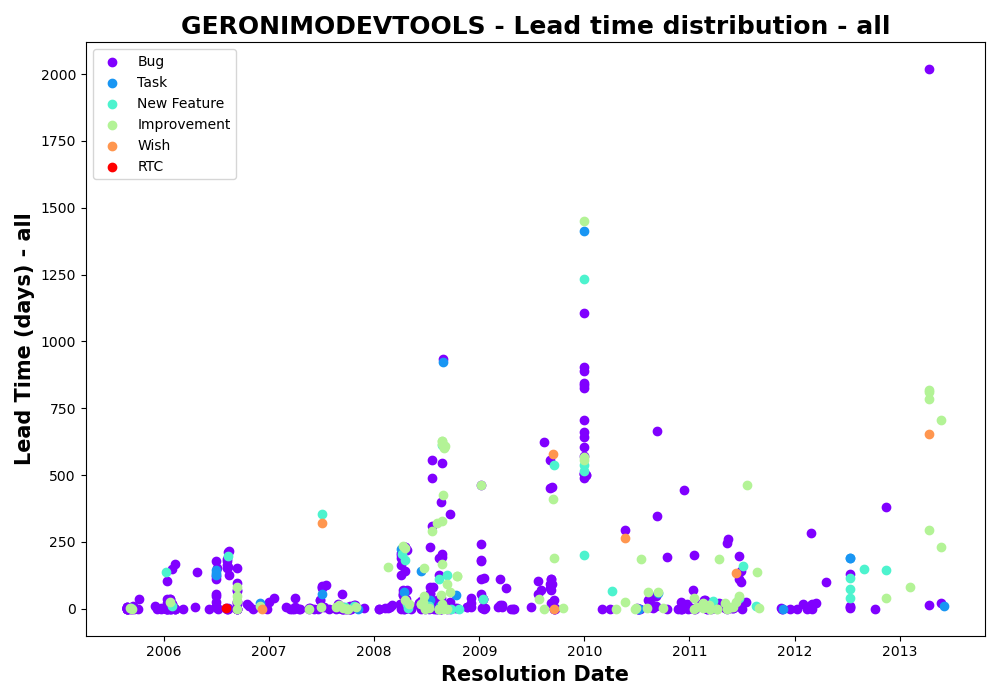 GERONIMODEVTOOLS - Lead time distribution - all
Bug
Task
New Feature
Improvement
Wish
RTC
Lead Time (days) - all
2000
1750
1500
1250
1000
750
500
250
0
2006 2007 2008 2009 2010 2011 2012 2013
Resolution Date